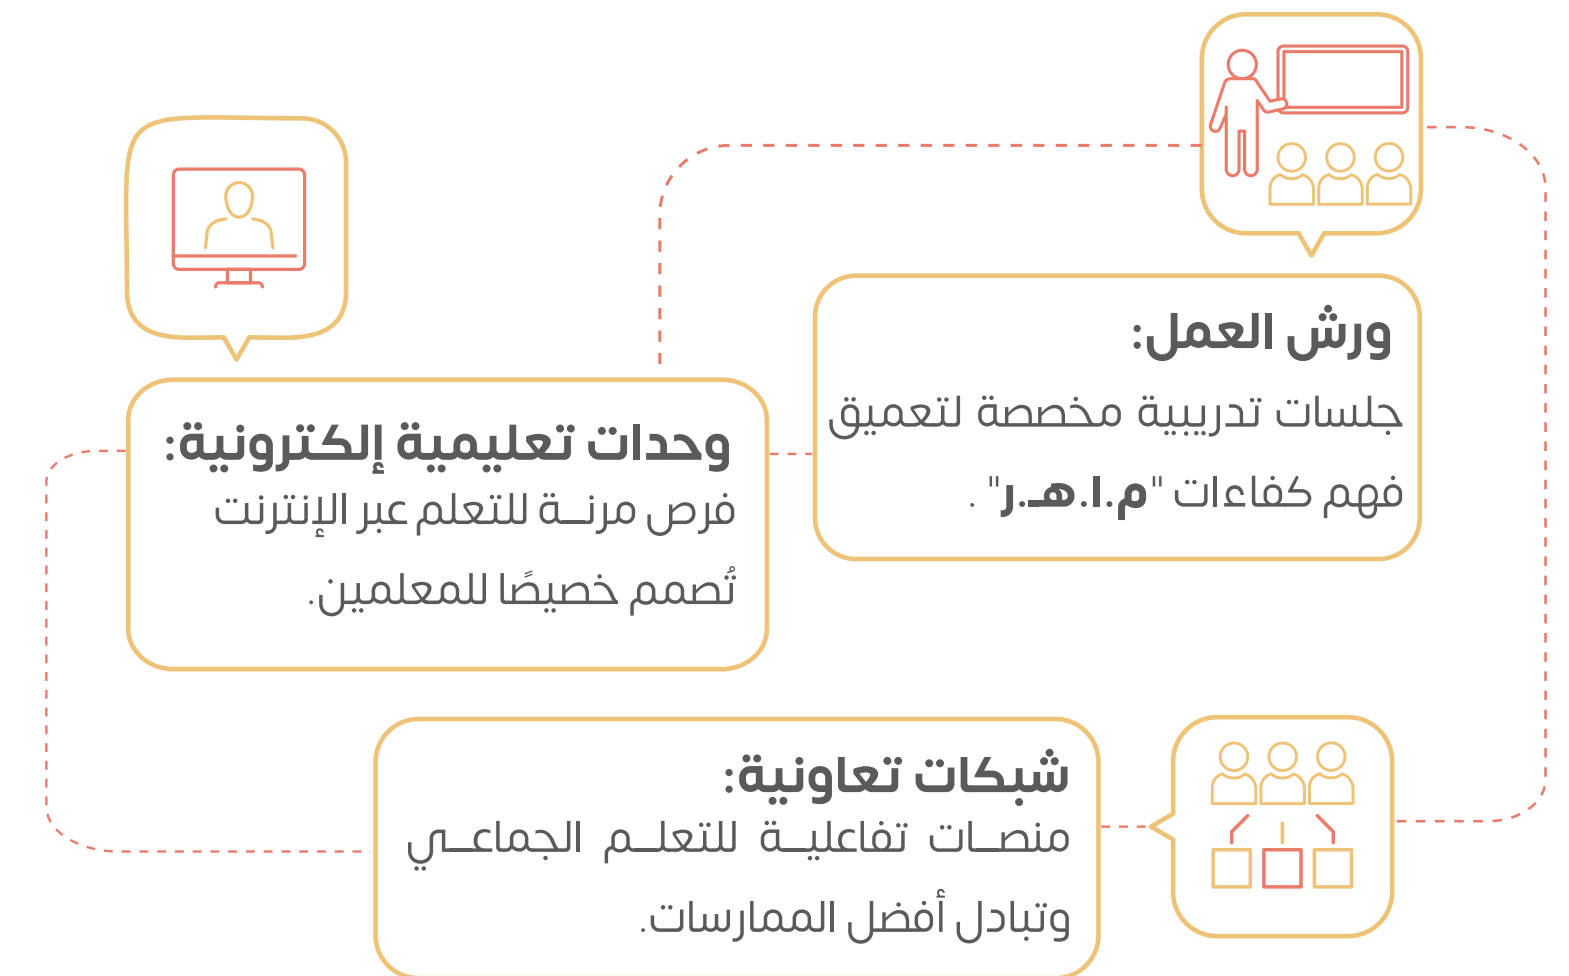 ورش العمل:
جلسات تدريبية مخصصة لتعميق
فهم كفاءات "م.ا.هـ.ر" .
وحدات تعليمية إلكترونية:
فرص مرنــة للتعلم عبر الإنترنت
تُصمم خصيصًا للمعلمين.
شبكات تعاونية:
منصــات تفاعليــة للتعلــم الجماعــي
وتبادل أفضل الممارسات.